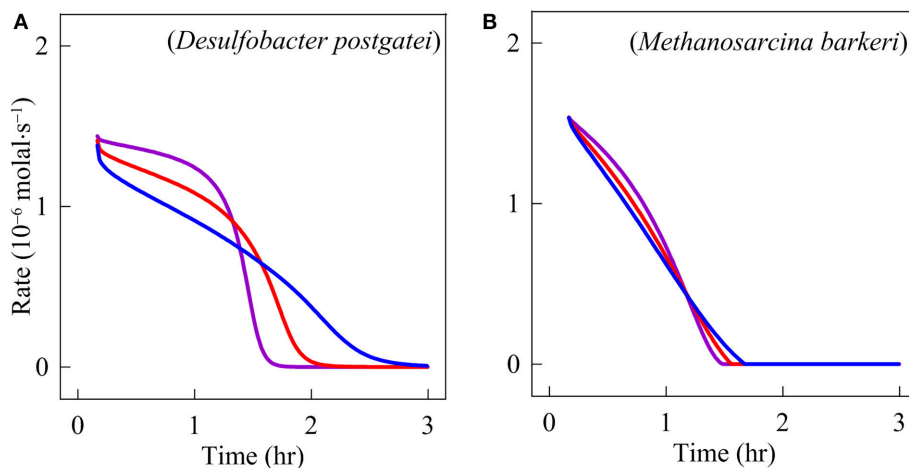 A
B
(Desulfobacter postgatei)
(Methanosarcina barkeri)
Rate (10⁻⁶ molal·s⁻¹)
2
1
0
0 1 2 3
Time (hr)
2
1
0
0 1 2 3
Time (hr)